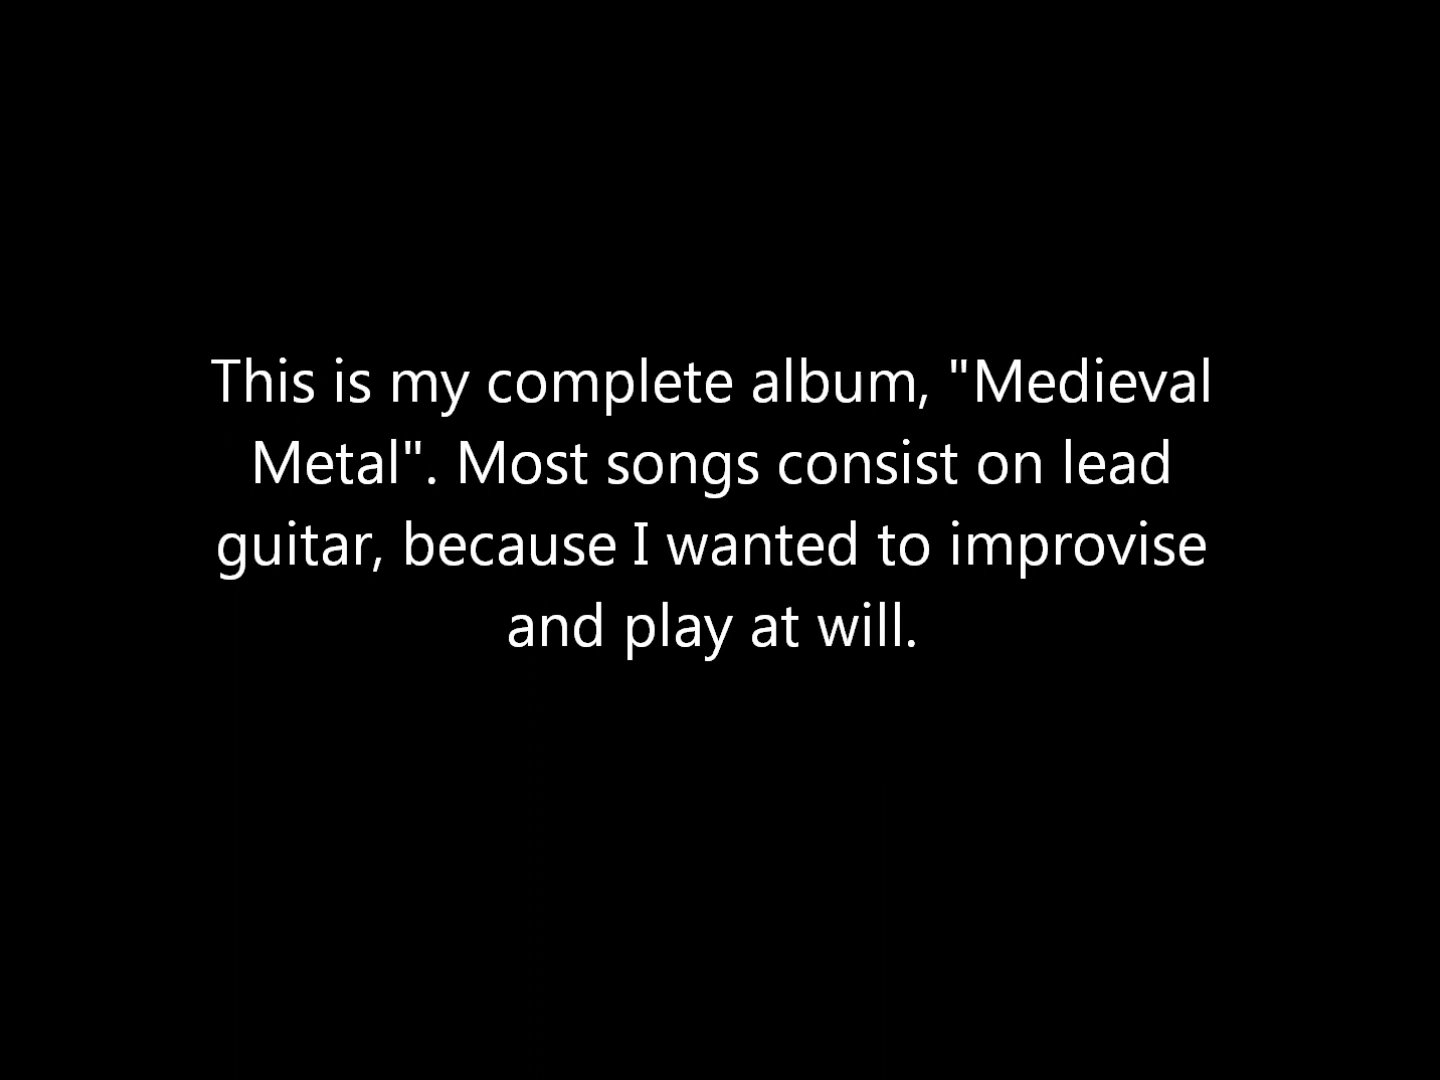 This is my complete album, "Medieval
Metal". Most songs consist on lead
guitar, because I wanted to improvise
and play at will.